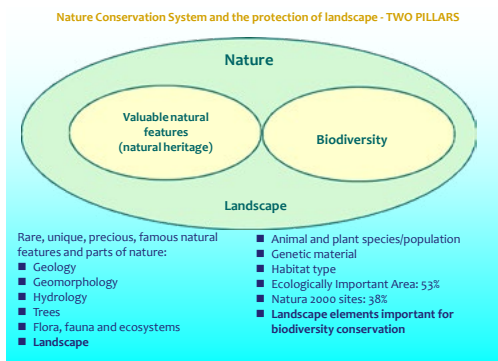 Nature Conservation System and the protection of landscape - TWO PILLARS
Nature
Valuable natural
features
(natural heritage)
Biodiversity
Landscape
Rare, unique, precious, famous natural
features and parts of nature:
■ Geology
■ Geomorphology
■ Hydrology
■ Trees
■ Flora, fauna and ecosystems
■ Landscape
■ Animal and plant species/population
■ Genetic material
■ Habitat type
■ Ecologically Important Area: 53%
■ Natura 2000 sites: 38%
■ Landscape elements important for
biodiversity conservation